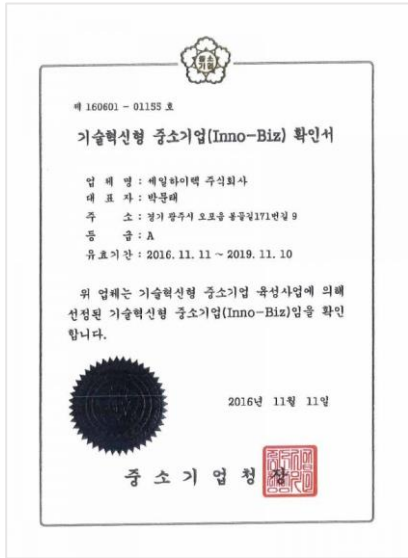 중소
기업
제 160601 - 01155 호
기술혁신형 중소기업(Inno-Biz) 확인서
업 체 명 : 세일하이텍 주식회사
대 표 자 : 박문태
주 소 : 경기 광주시 오포읍 봉골길171번길 9
등 급 : A
유효기간 : 2016. 11. 11 ~ 2019. 11. 10
위 업체는 기술혁신형 중소기업 육성사업에 의해
선정된 기술혁신형 중소기업(Inno-Biz)임을 확인
합니다.
2016년 11월 11일
중 소 기 업 청 장